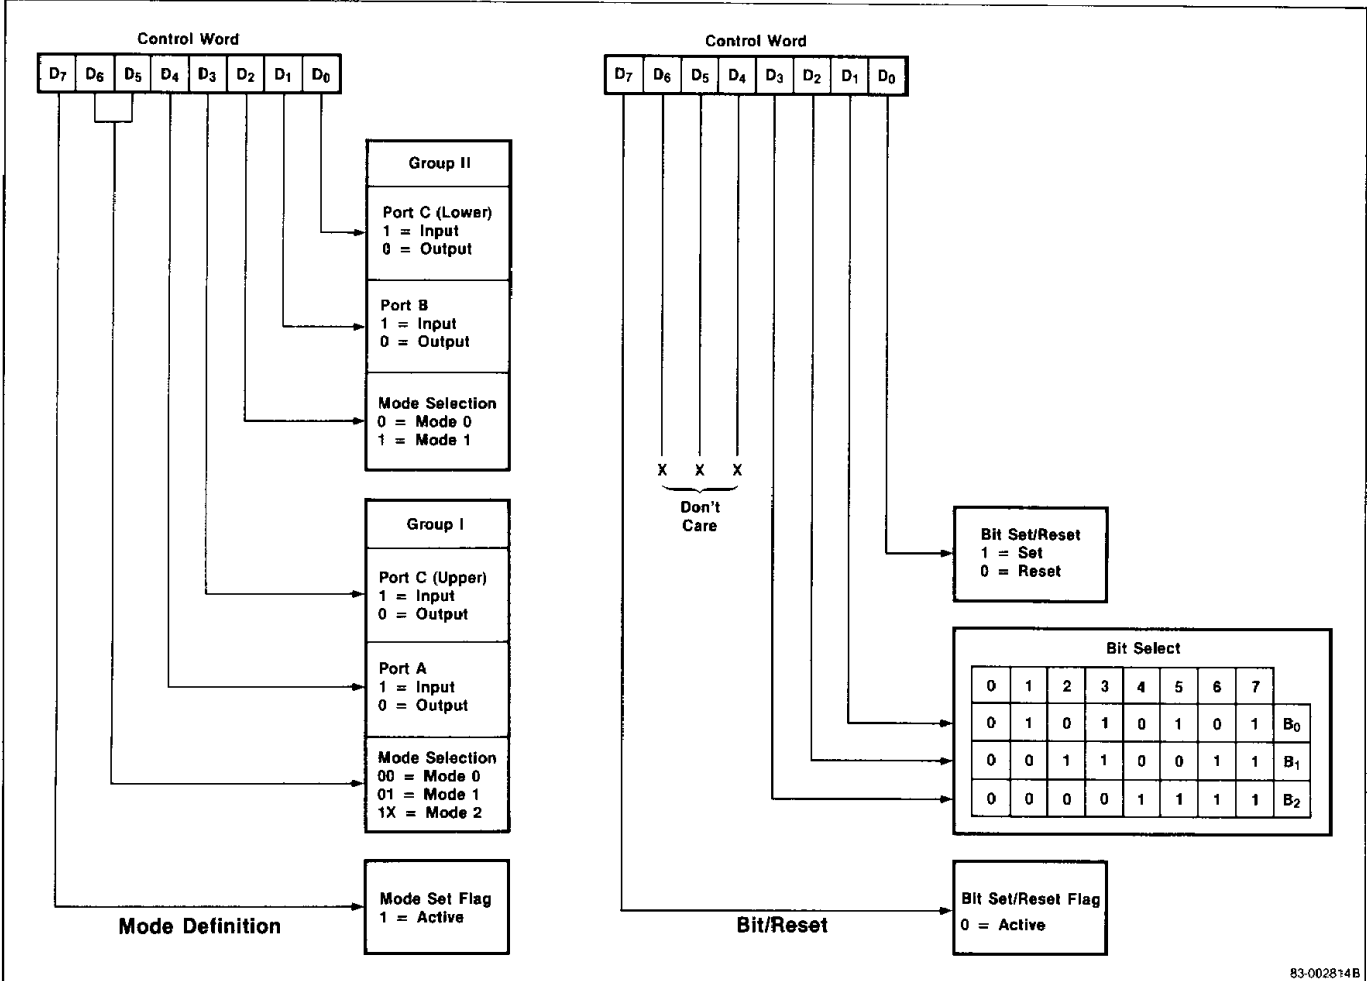 Control Word
D7 D6 D5 D4 D3 D2 D1 D0
Group II
Port C (Lower)
1 = Input
0 = Output
Port B
1 = Input
0 = Output
Mode Selection
0 = Mode 0
1 = Mode 1
Group I
Port C (Upper)
1 = Input
0 = Output
Port A
1 = Input
0 = Output
Mode Selection
00 = Mode 0
01 = Mode 1
1X = Mode 2
Mode Set Flag
1 = Active
Mode Definition
Control Word
D7 D6 D5 D4 D3 D2 D1 D0
X X X
Don't
Care
Bit Set/Reset
1 = Set
0 = Reset
Bit Select
0 1 2 3 4 5 6 7
0 1 0 1 0 1 0 1 B0
0 0 1 1 0 0 1 1 B1
0 0 0 0 1 1 1 1 B2
Bit Set/Reset Flag
0 = Active
Bit/Reset
83-002814B